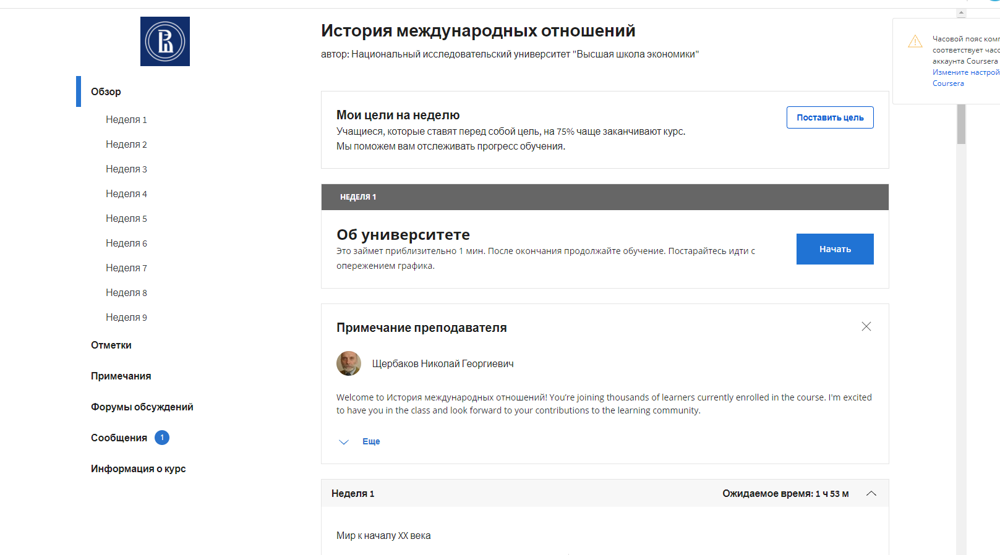 История международных отношений
автор: Национальный исследовательский университет "Высшая школа экономики"
Часовой пояс
соответствует
аккаунта Coursera
Измените
Coursera
Обзор
Неделя 1
Неделя 2
Неделя 3
Неделя 4
Неделя 5
Неделя 6
Неделя 7
Неделя 8
Неделя 9
Отметки
Примечания
Форумы обсуждений
Сообщения 1
Информация о курс
Мои цели на неделю
Учащиеся, которые ставят перед собой цель, на 75% чаще заканчивают курс.
Мы поможем вам отслеживать прогресс обучения.
Поставить цель
НЕДЕЛЯ 1
Об университете
Это займет приблизительно 1 мин. После окончания продолжайте обучение. Постарайтесь идти с
опережением графика.
Начать
Примечание преподавателя
Щербаков Николай Георгиевич
Welcome to История международных отношений! You’re joining thousands of learners currently enrolled in the course. I'm excited
to have you in the class and look forward to your contributions to the learning community.
Еще
Неделя 1
Ожидаемое время: 1 ч 53 м
Мир к началу XX века